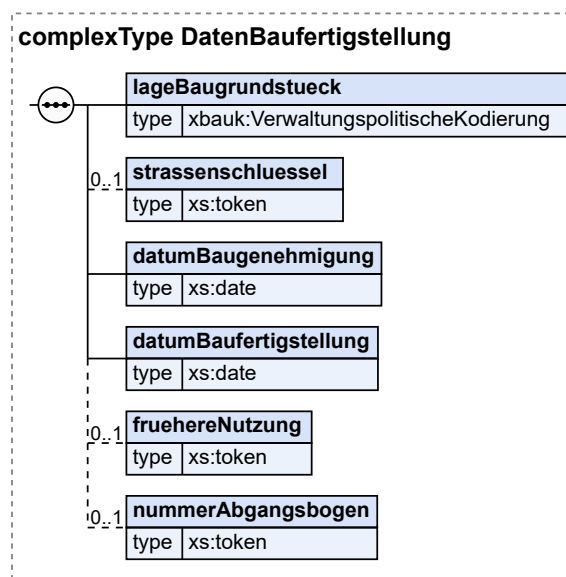 complexType DatenBaufertigstellung
lageBaugrundstueck
type xbauk:VerwaltungspolitischeKodierung
0..1 strassenschluessel
type xs:token
datumBaugenehmigung
type xs:date
datumBaufertigstellung
type xs:date
0..1 fruehereNutzung
type xs:token
0..1 nummerAbgangsbogen
type xs:token